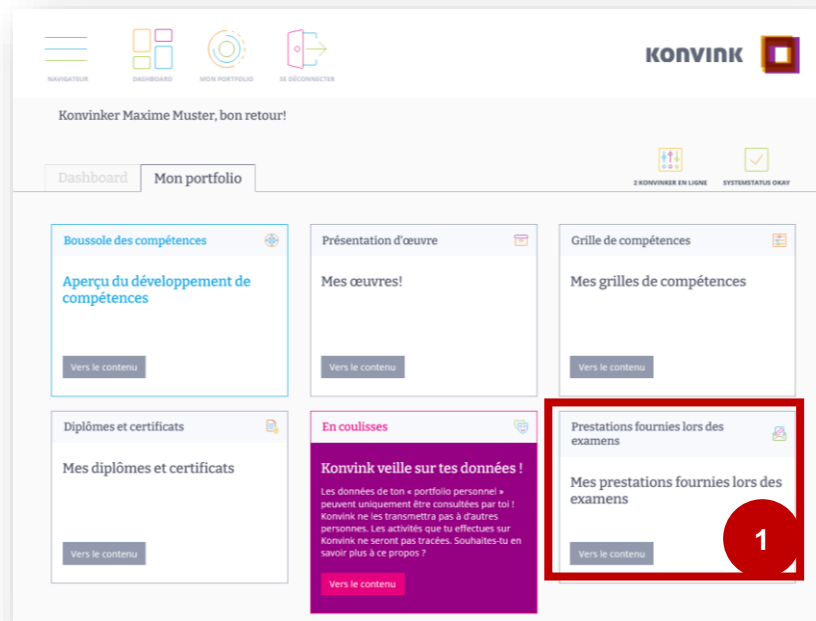 NAVIGATEUR
DASHBOARD
MON PORTFOLIO
SE DÉCONNECTER
KONVINK
Konvinker Maxime Muster, bon retour!
Dashboard
Mon portfolio
2 KONVINKER EN LIGNE
SYSTEMSTATUS OKAY
Boussole des compétences
Aperçu du développement de
compétences
Vers le contenu
Présentation d'œuvre
Mes œuvres!
Vers le contenu
Grille de compétences
Mes grilles de compétences
Vers le contenu
Diplômes et certificats
Mes diplômes et certificats
Vers le contenu
En coulisses
Konvink veille sur tes données !
Les données de ton « portfolio personnel »
peuvent uniquement être consultées par toi !
Konvink ne les transmettra pas à d'autres
personnes. Les activités que tu effectues sur
Konvink ne seront pas tracées. Souhaites-tu en
savoir plus à ce propos ?
Vers le contenu
Prestations fournies lors des
examens
Mes prestations fournies lors des
examens
Vers le contenu
1